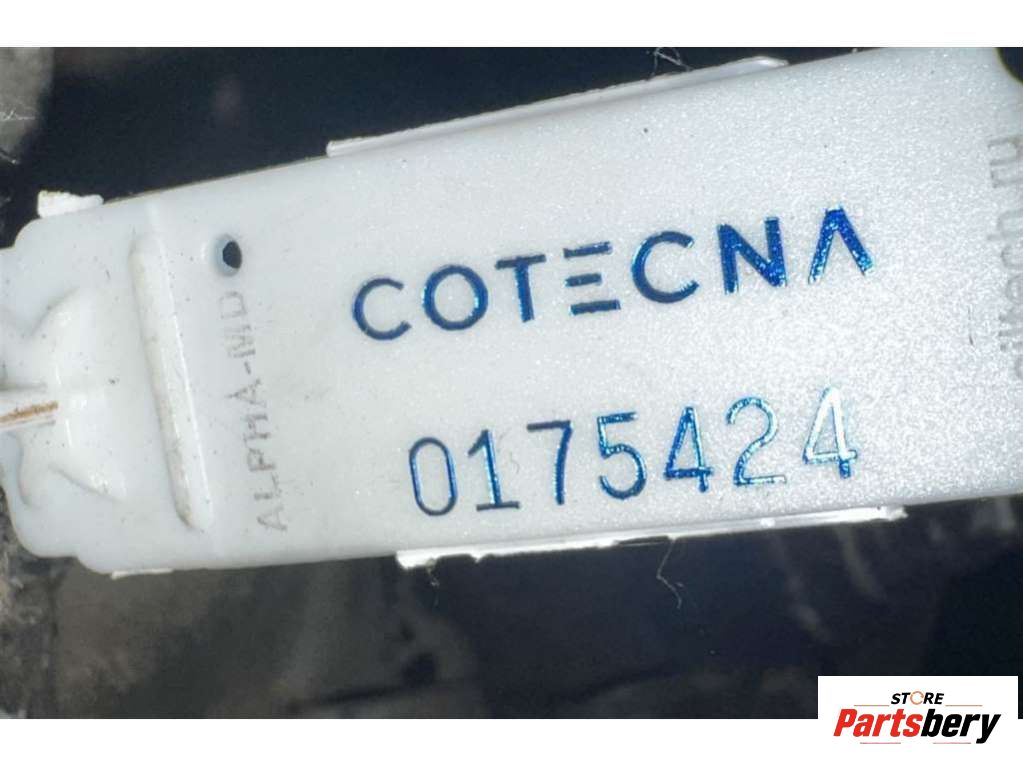 COTECNA
0175424
ALPHA-MD
STORE
Partsbery